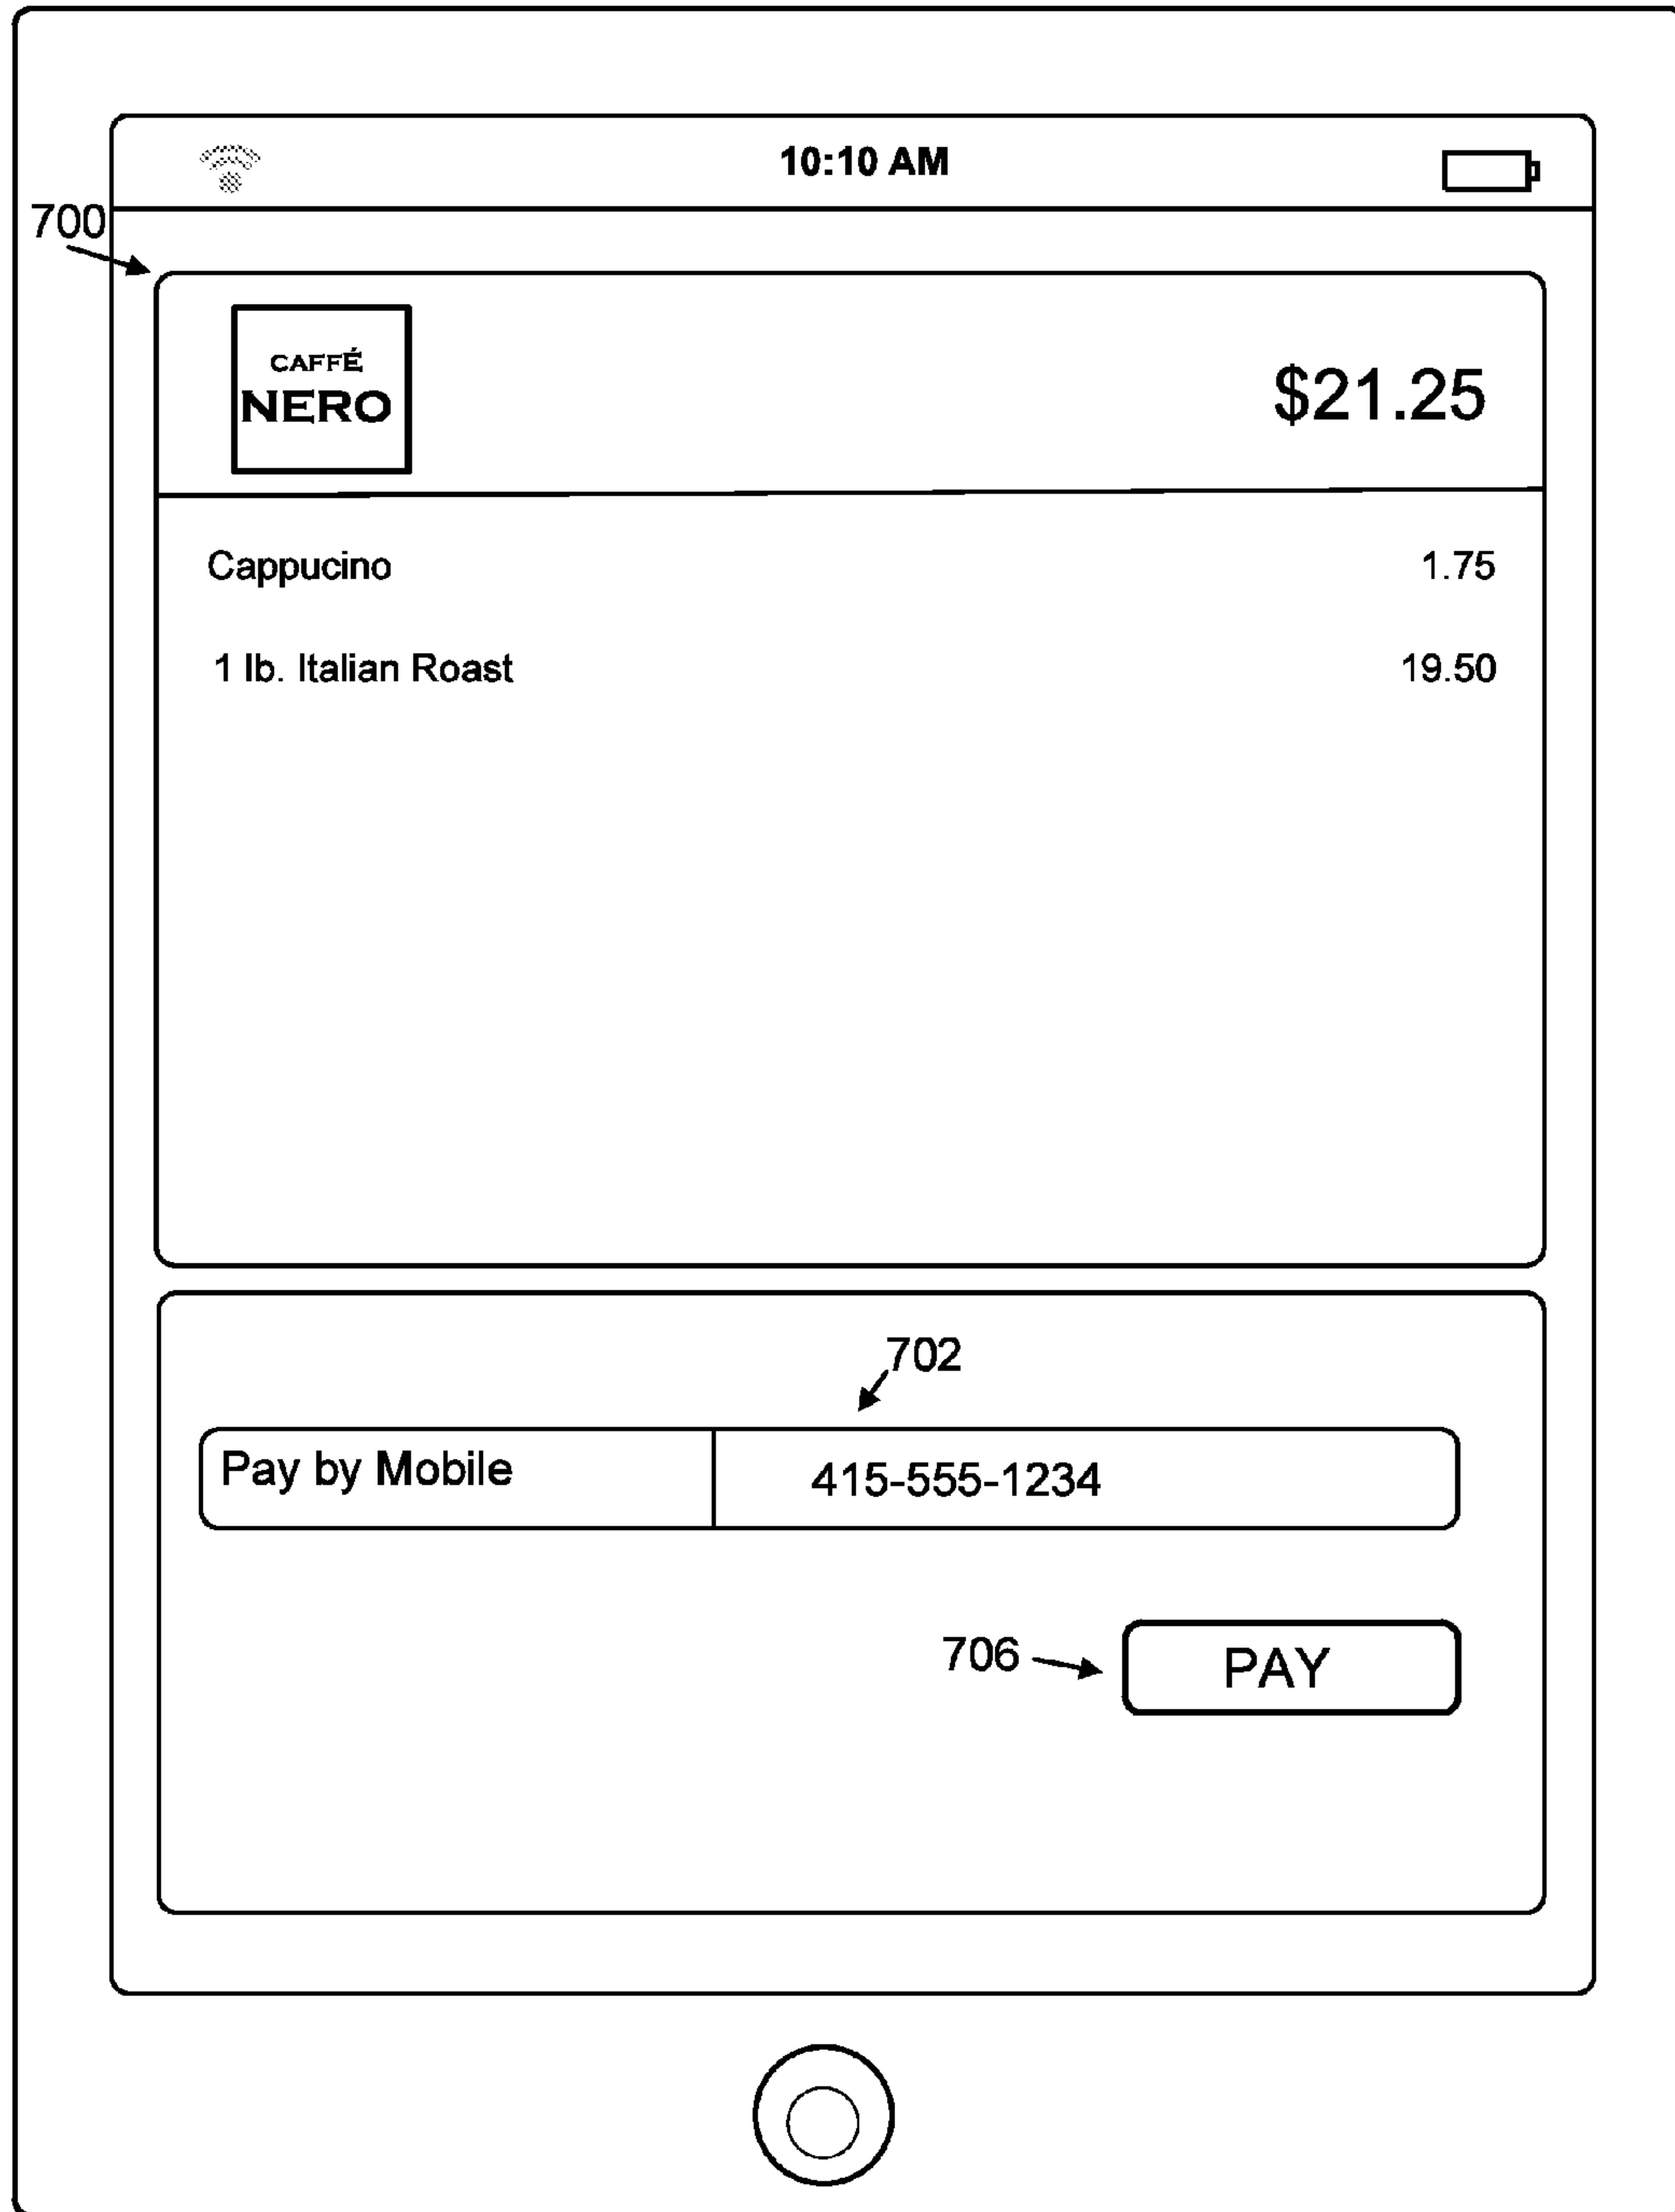 10:10 AM
700
CAFFÉ
NERO
$21.25
Cappucino 1.75
1 lb. Italian Roast 19.50
702
Pay by Mobile 415-555-1234
706 PAY